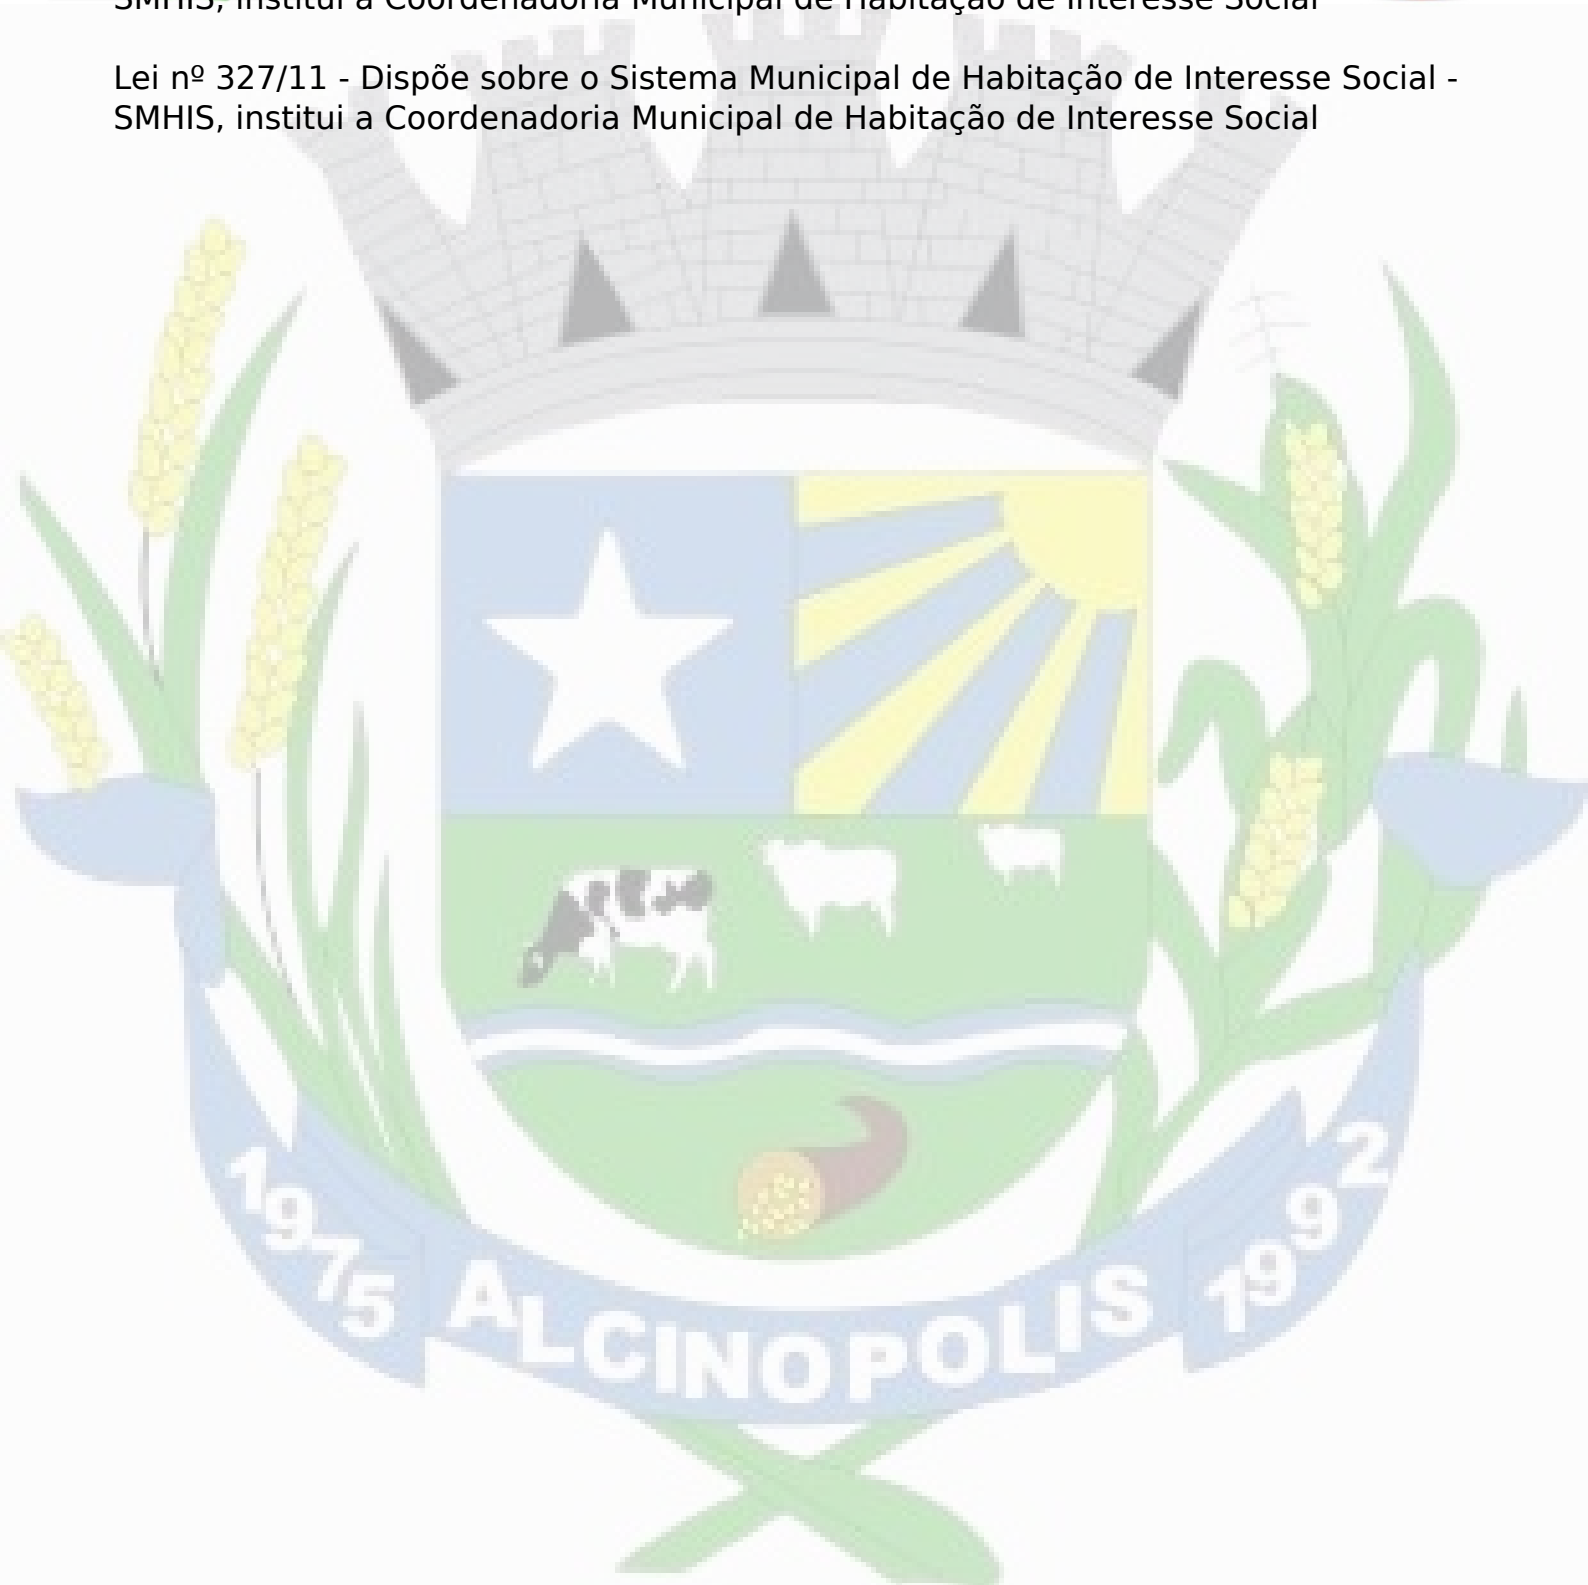 SMHIS, institui a Coordenadoria Municipal de Habitação de Interesse Social
Lei nº 327/11 - Dispõe sobre o Sistema Municipal de Habitação de Interesse Social -
SMHIS, institui a Coordenadoria Municipal de Habitação de Interesse Social
1975 ALCINOPOLIS 1992